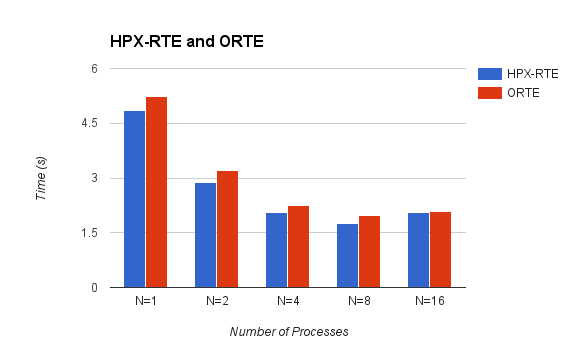 HPX-RTE and ORTE
HPX-RTE
ORTE
Time (s)
6
4.5
3
1.5
0
N=1 N=2 N=4 N=8 N=16
Number of Processes